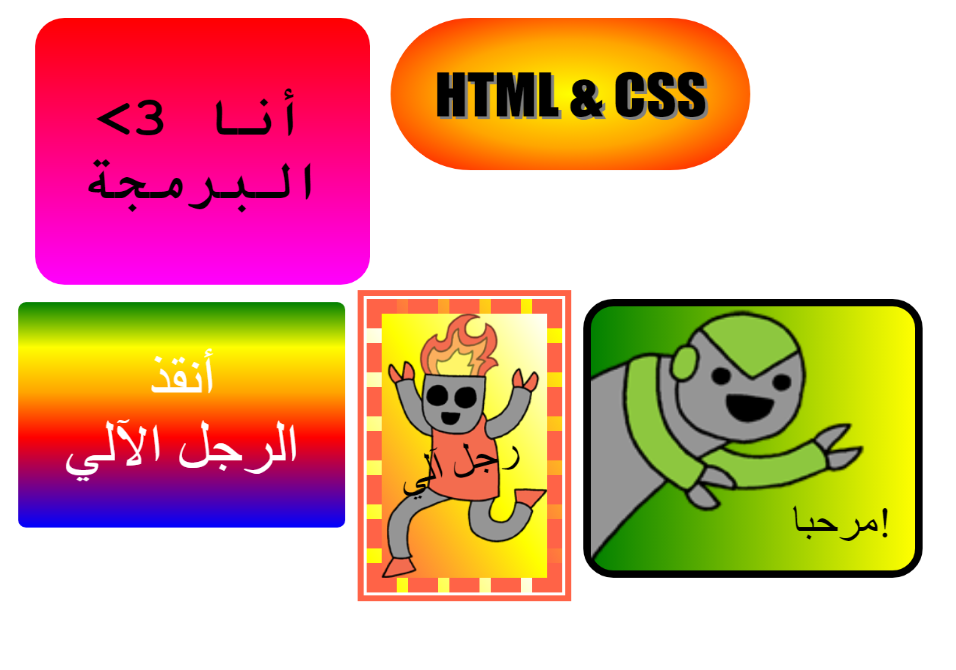 أنا 3>
البرمجة
HTML & CSS
أنقذ
الرجل الآلي
رجل آلي
مرحبا!